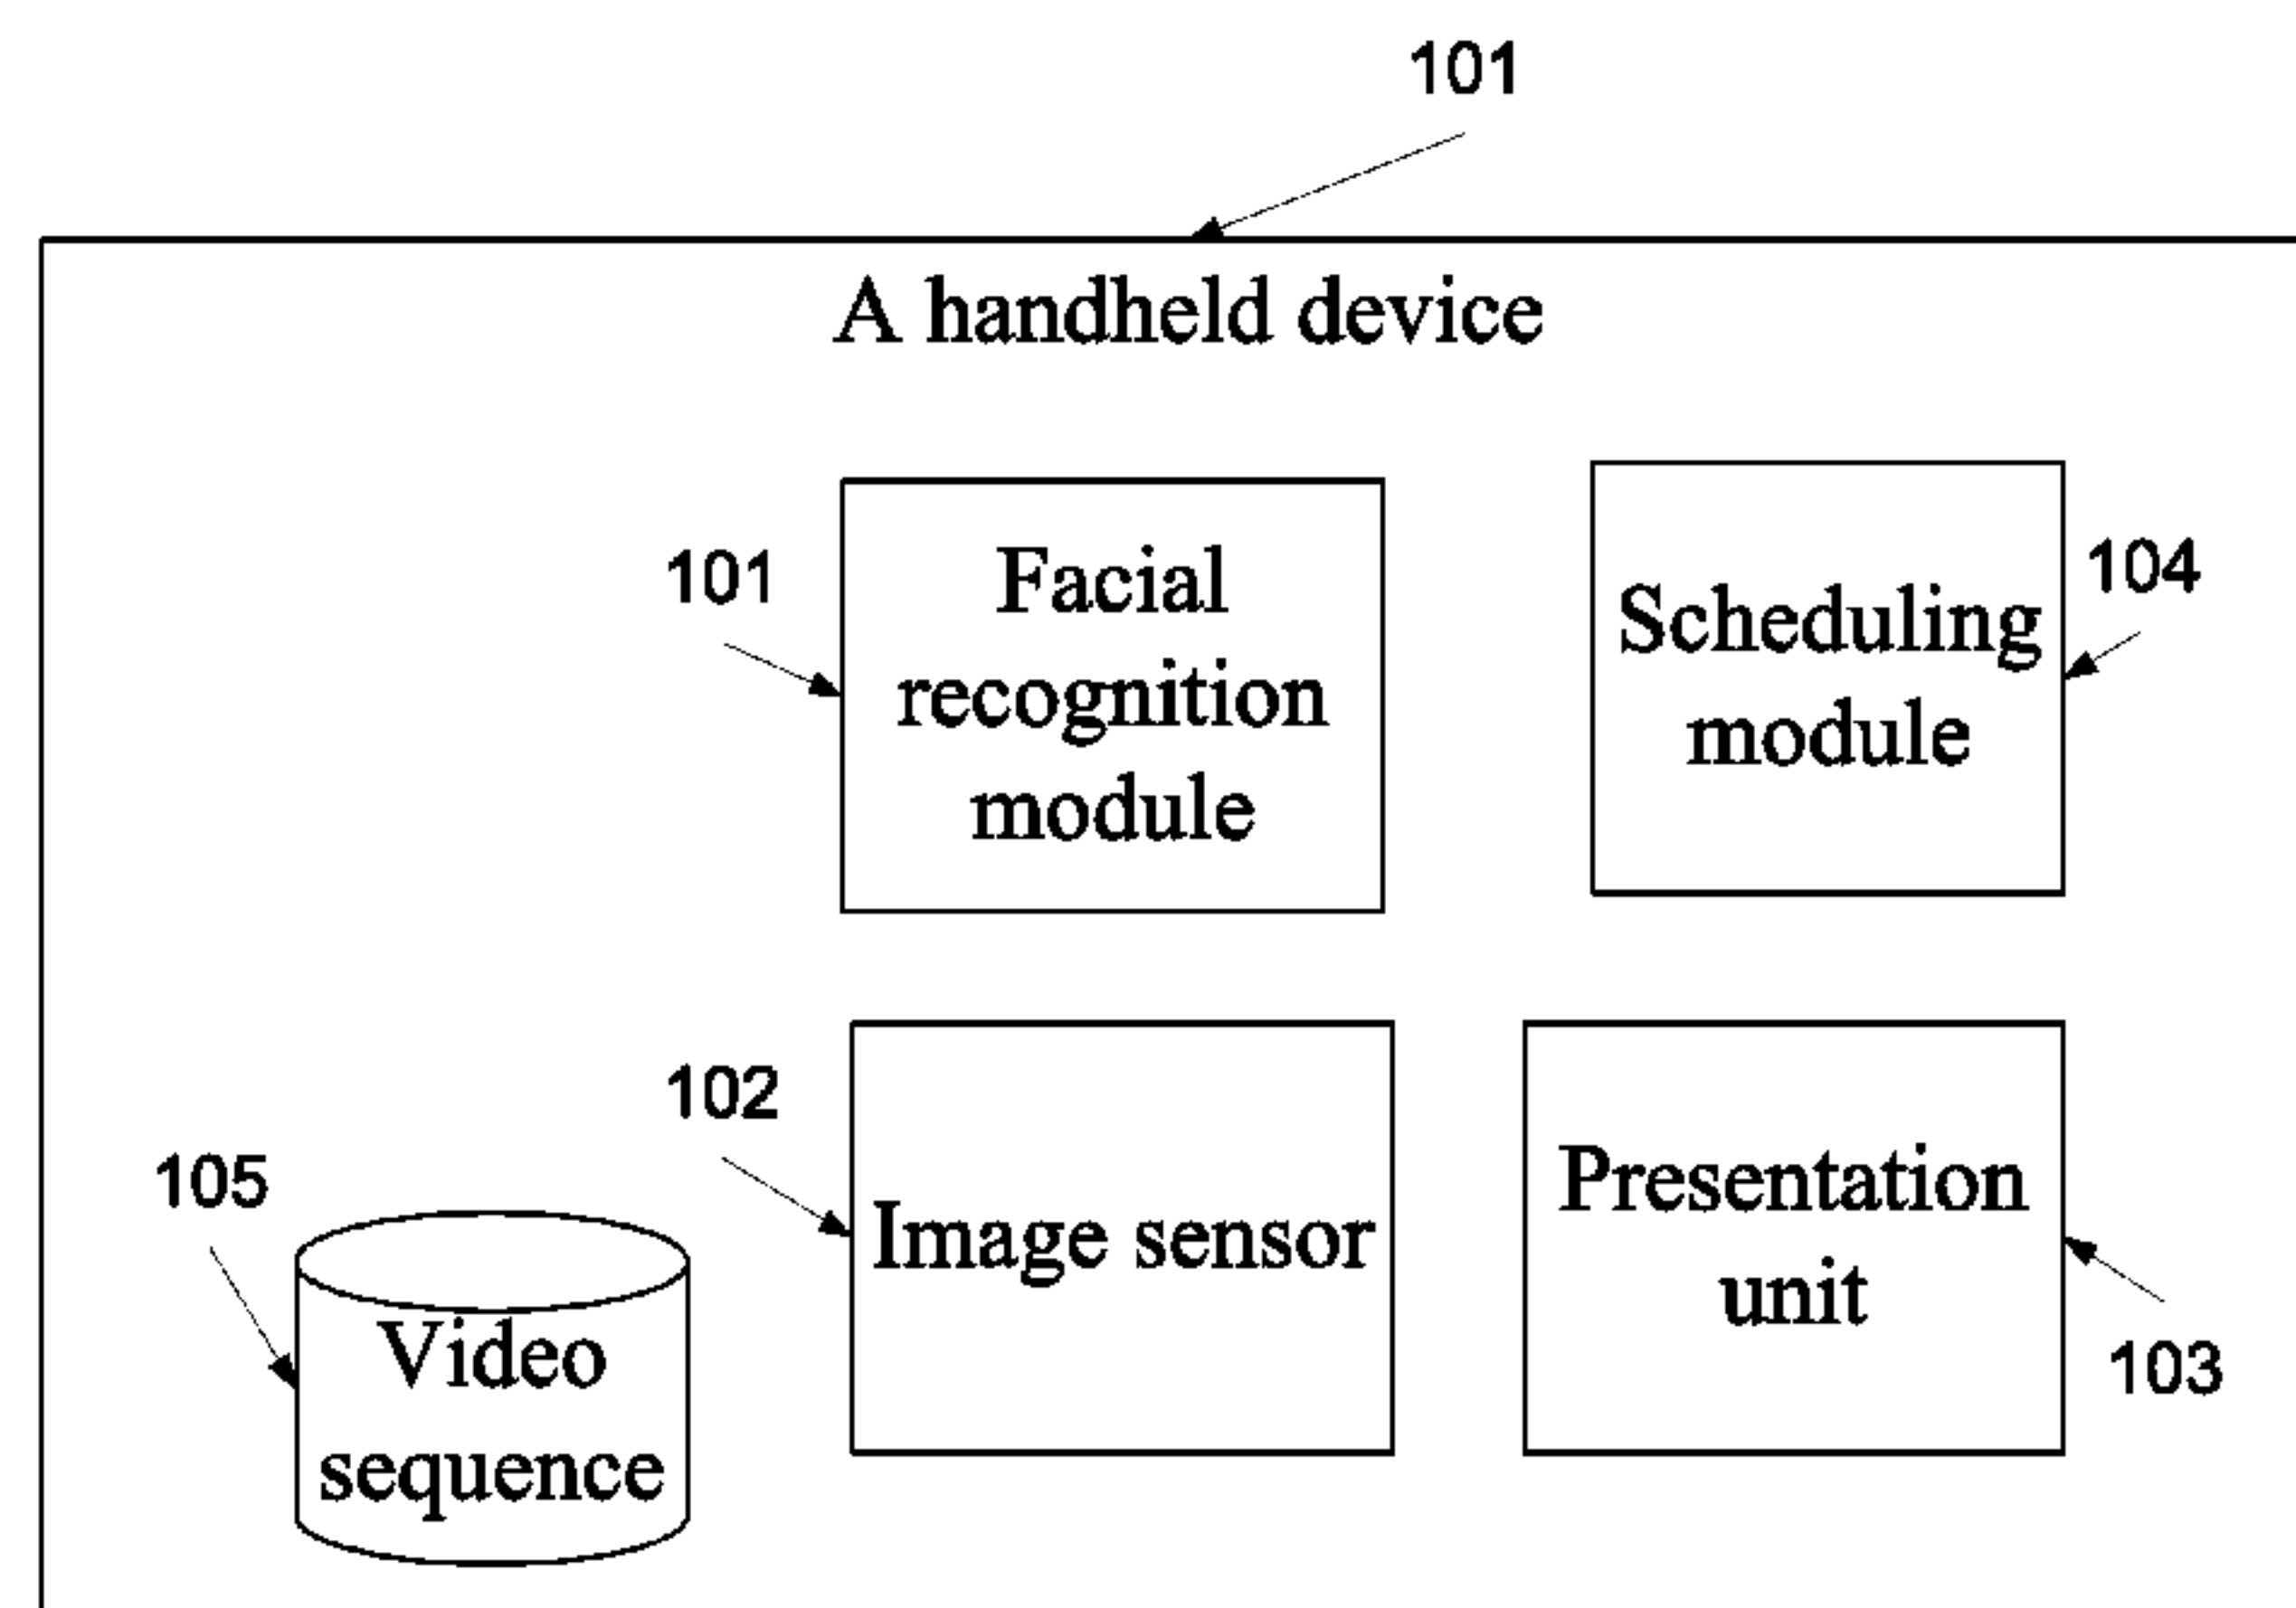 101
A handheld device
101
Facial
recognition
module
Scheduling
module
104
102
Image sensor
Presentation
unit
103
105
Video
sequence